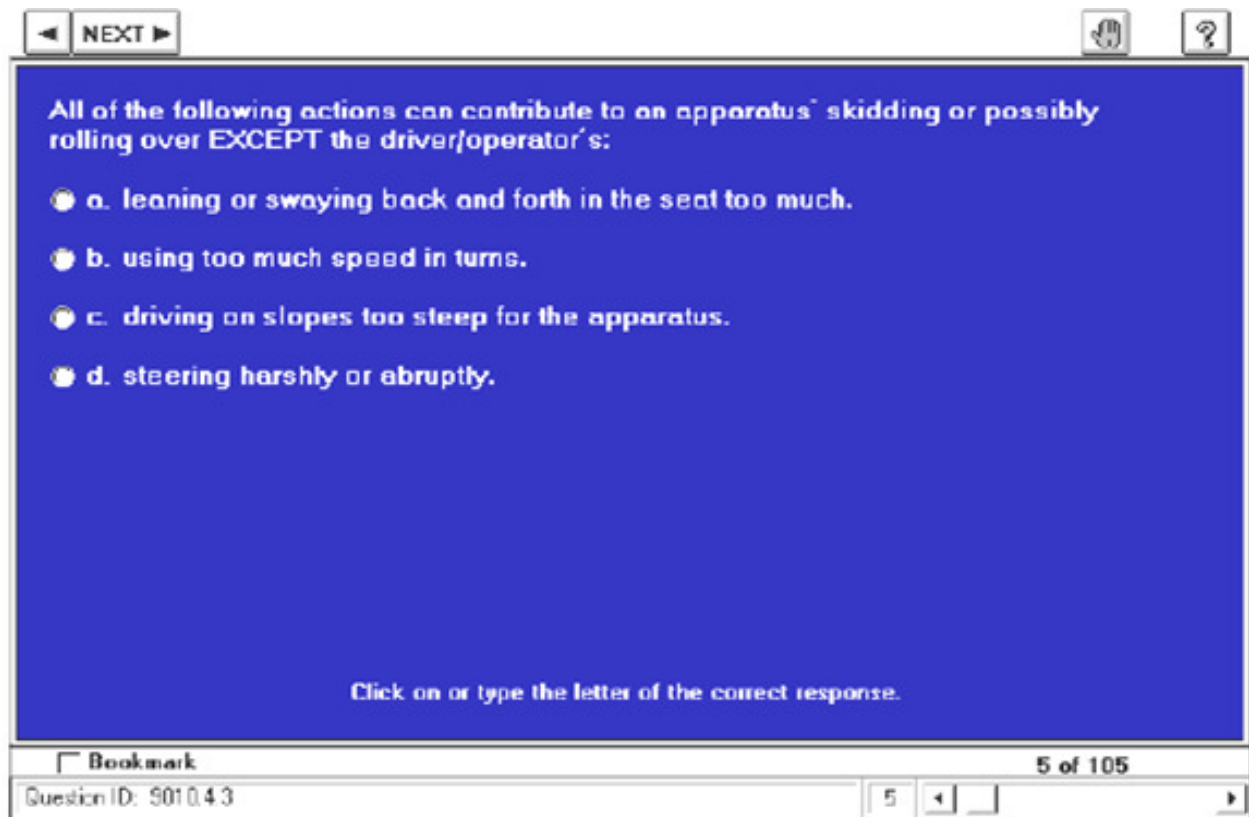 NEXT
?
All of the following actions can contribute to an apparatus' skidding or possibly
rolling over EXCEPT the driver/operator's:
a. leaning or swaying back and forth in the seat too much.
b. using too much speed in turns.
c. driving on slopes too steep for the apparatus.
d. steering harshly or abruptly.
Click on or type the letter of the correct response.
Bookmark
5 of 105
Question ID: 9010.4.3
5